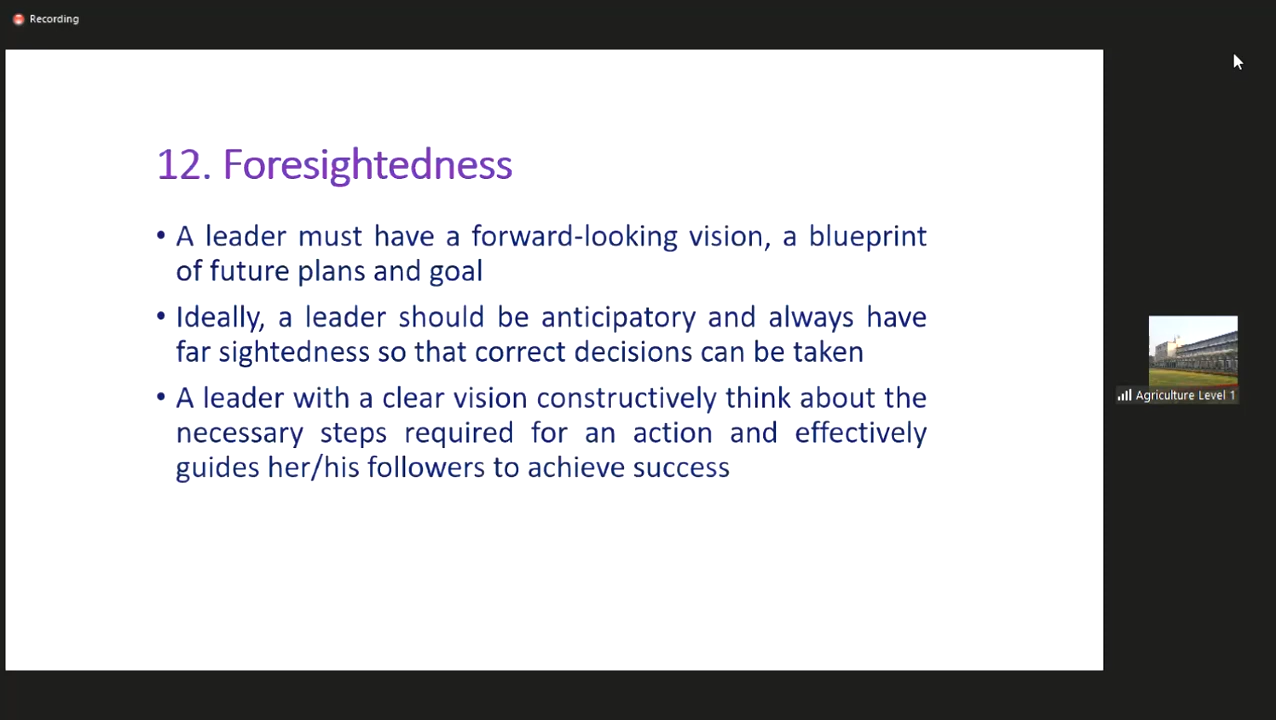 Recording
12. Foresightedness
• A leader must have a forward-looking vision, a blueprint
of future plans and goal
• Ideally, a leader should be anticipatory and always have
far sightedness so that correct decisions can be taken
• A leader with a clear vision constructively think about the
necessary steps required for an action and effectively
guides her/his followers to achieve success
Agriculture Level 1